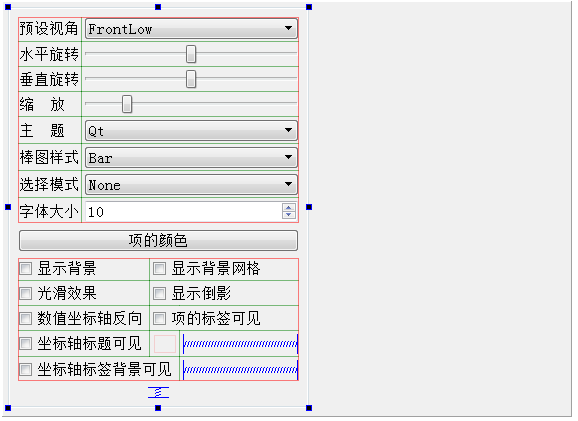 预设视角 FrontLow
水平旋转
垂直旋转
缩 放
主 题 Qt
棒图样式 Bar
选择模式 None
字体大小 10
项的颜色
显示背景 显示背景网格
光滑效果 显示倒影
数值坐标轴反向 项的标签可见
坐标轴标题可见
坐标轴标签背景可见